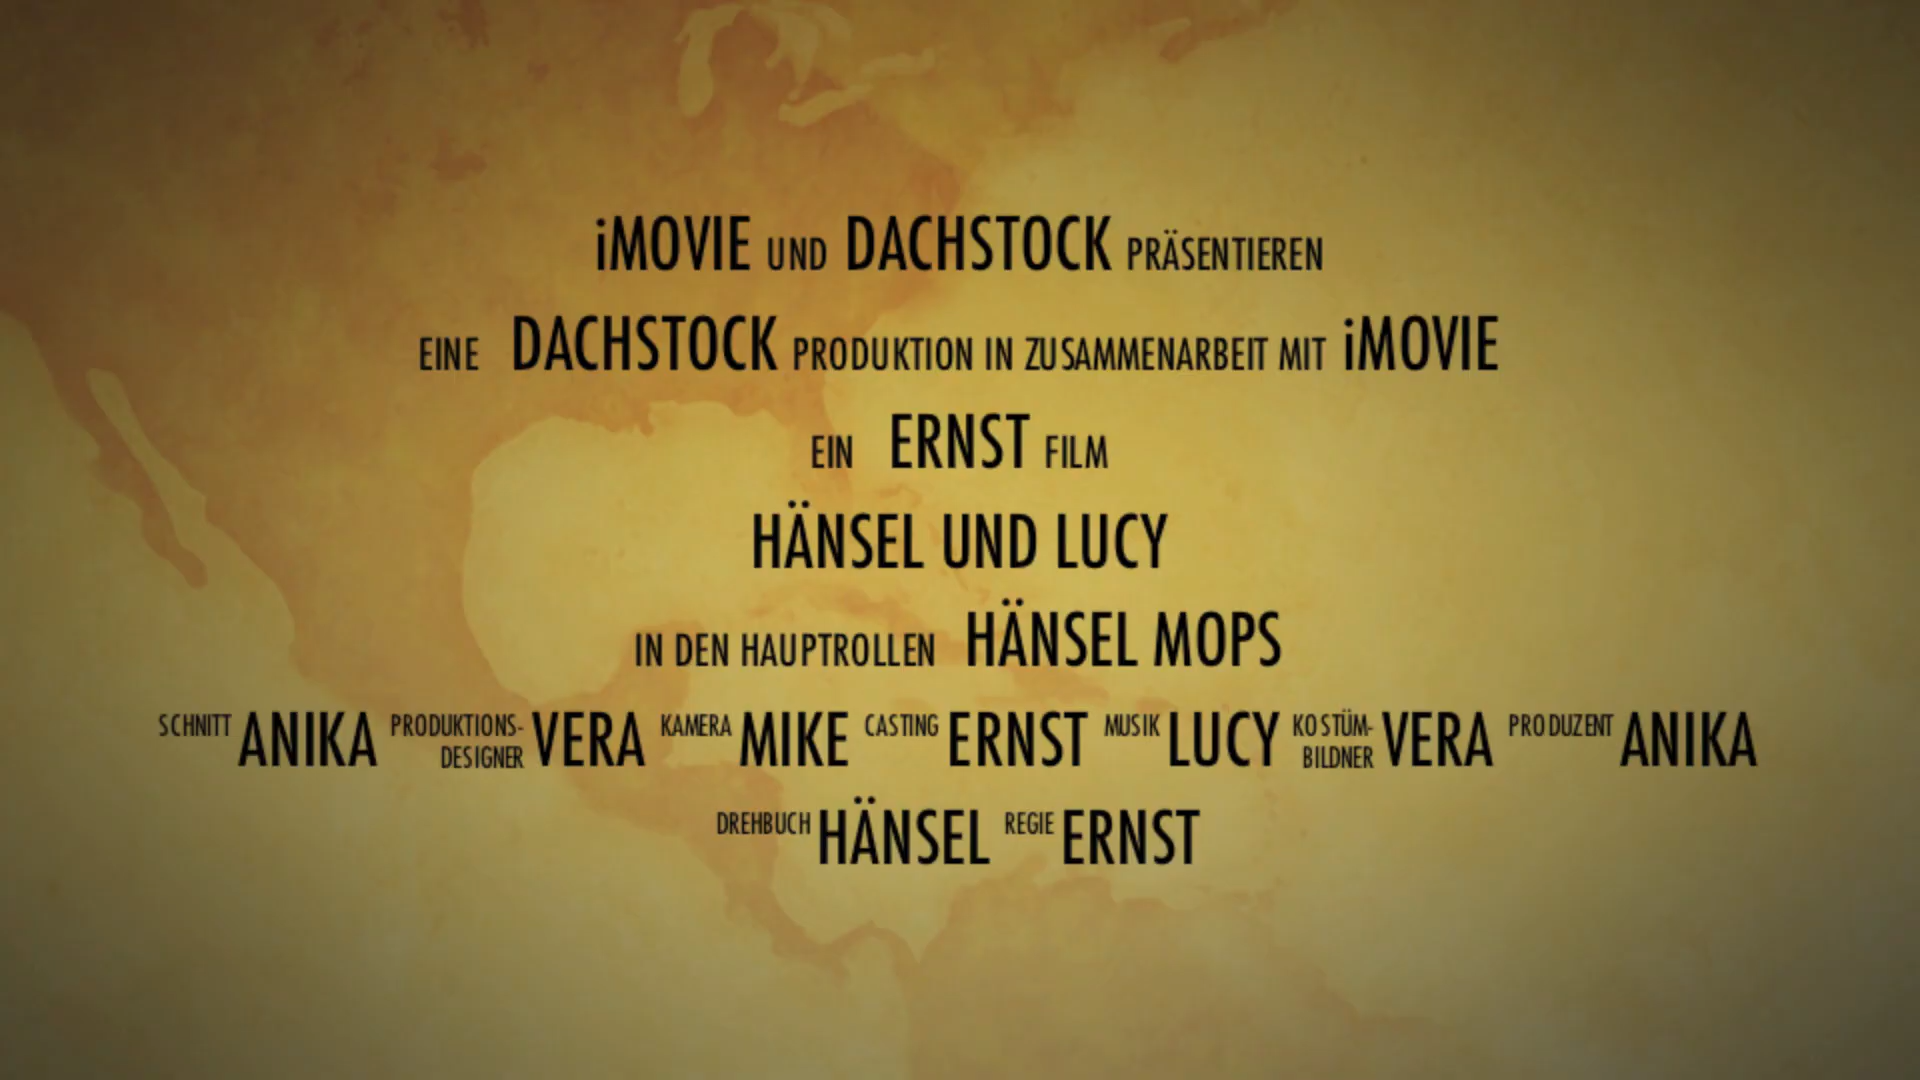 iMOVIE UND DACHSTOCK PRÄSENTIEREN
EINE DACHSTOCK PRODUKTION IN ZUSAMMENARBEIT MIT iMOVIE
EIN ERNST FILM
HÄNSEL UND LUCY
IN DEN HAUPTROLLEN HÄNSEL MOPS
SCHNITT ANIKA PRODUKTIONS-DESIGNER VERA KAMERA MIKE CASTING ERNST MUSIK LUCY KOSTÜM-BILDNER VERA PRODUZENT ANIKA
DREHBUCH HÄNSEL REGIE ERNST